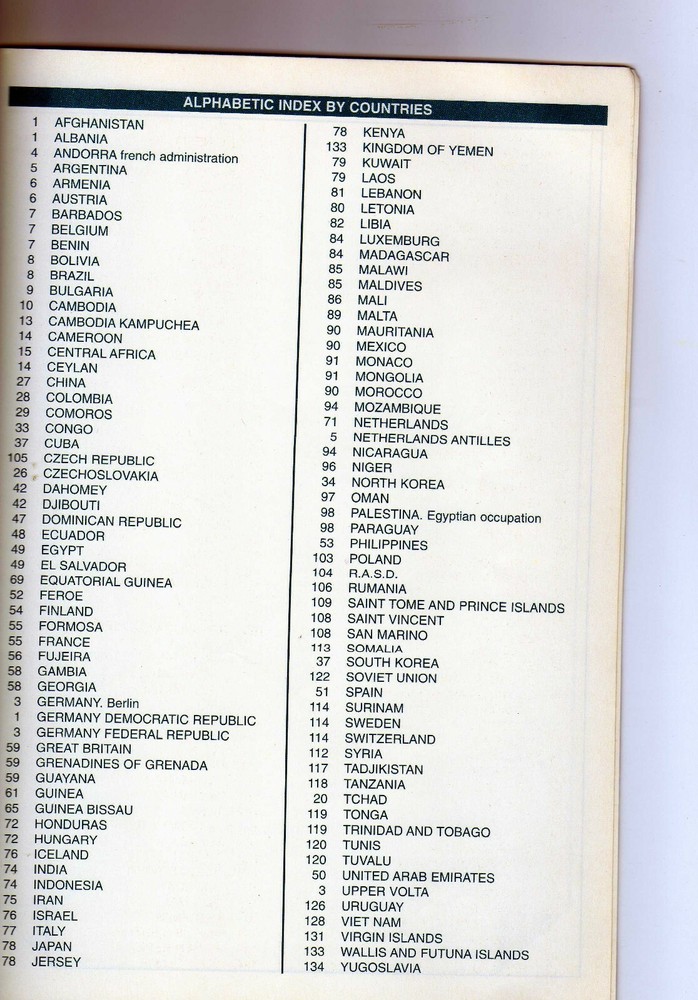 ALPHABETIC INDEX BY COUNTRIES
1 AFGHANISTAN
1 ALBANIA
4 ANDORRA french administration
5 ARGENTINA
6 ARMENIA
6 AUSTRIA
7 BARBADOS
7 BELGIUM
7 BENIN
8 BOLIVIA
8 BRAZIL
9 BULGARIA
10 CAMBODIA
13 CAMBODIA KAMPUCHEA
14 CAMEROON
15 CENTRAL AFRICA
14 CEYLAN
27 CHINA
28 COLOMBIA
29 COMOROS
33 CONGO
37 CUBA
105 CZECH REPUBLIC
26 CZECHOSLOVAKIA
42 DAHOMEY
42 DJIBOUTI
47 DOMINICAN REPUBLIC
48 ECUADOR
49 EGYPT
49 EL SALVADOR
69 EQUATORIAL GUINEA
52 FEROE
54 FINLAND
55 FORMOSA
55 FRANCE
56 FUJEIRA
58 GAMBIA
58 GEORGIA
3 GERMANY. Berlin
1 GERMANY DEMOCRATIC REPUBLIC
3 GERMANY FEDERAL REPUBLIC
59 GREAT BRITAIN
59 GRENADINES OF GRENADA
59 GUAYANA
61 GUINEA
65 GUINEA BISSAU
72 HONDURAS
72 HUNGARY
76 ICELAND
74 INDIA
74 INDONESIA
75 IRAN
76 ISRAEL
77 ITALY
78 JAPAN
78 JERSEY
78 KENYA
133 KINGDOM OF YEMEN
79 KUWAIT
79 LAOS
81 LEBANON
80 LETONIA
82 LIBIA
84 LUXEMBURG
84 MADAGASCAR
85 MALAWI
85 MALDIVES
86 MALI
89 MALTA
90 MAURITANIA
90 MEXICO
91 MONACO
91 MONGOLIA
90 MOROCCO
94 MOZAMBIQUE
71 NETHERLANDS
5 NETHERLANDS ANTILLES
94 NICARAGUA
96 NIGER
34 NORTH KOREA
97 OMAN
98 PALESTINA. Egyptian occupation
98 PARAGUAY
53 PHILIPPINES
103 POLAND
104 R.A.S.D.
106 RUMANIA
109 SAINT TOME AND PRINCE ISLANDS
108 SAINT VINCENT
108 SAN MARINO
113 SOMALIA
37 SOUTH KOREA
122 SOVIET UNION
51 SPAIN
114 SURINAM
114 SWEDEN
114 SWITZERLAND
112 SYRIA
117 TADJIKISTAN
118 TANZANIA
20 TCHAD
119 TONGA
119 TRINIDAD AND TOBAGO
120 TUNIS
120 TUVALU
50 UNITED ARAB EMIRATES
3 UPPER VOLTA
126 URUGUAY
128 VIET NAM
131 VIRGIN ISLANDS
133 WALLIS AND FUTUNA ISLANDS
134 YUGOSLAVIA